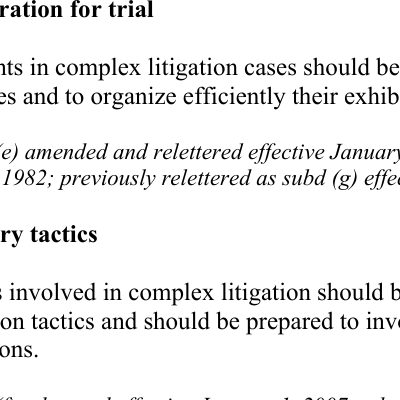 ration for trial
nts in complex litigation cases should be
es and to organize efficiently their exhib
(e) amended and relettered effective January
1982; previously relettered as subd (g) effec
ry tactics
s involved in complex litigation should b
on tactics and should be prepared to inv
ons.